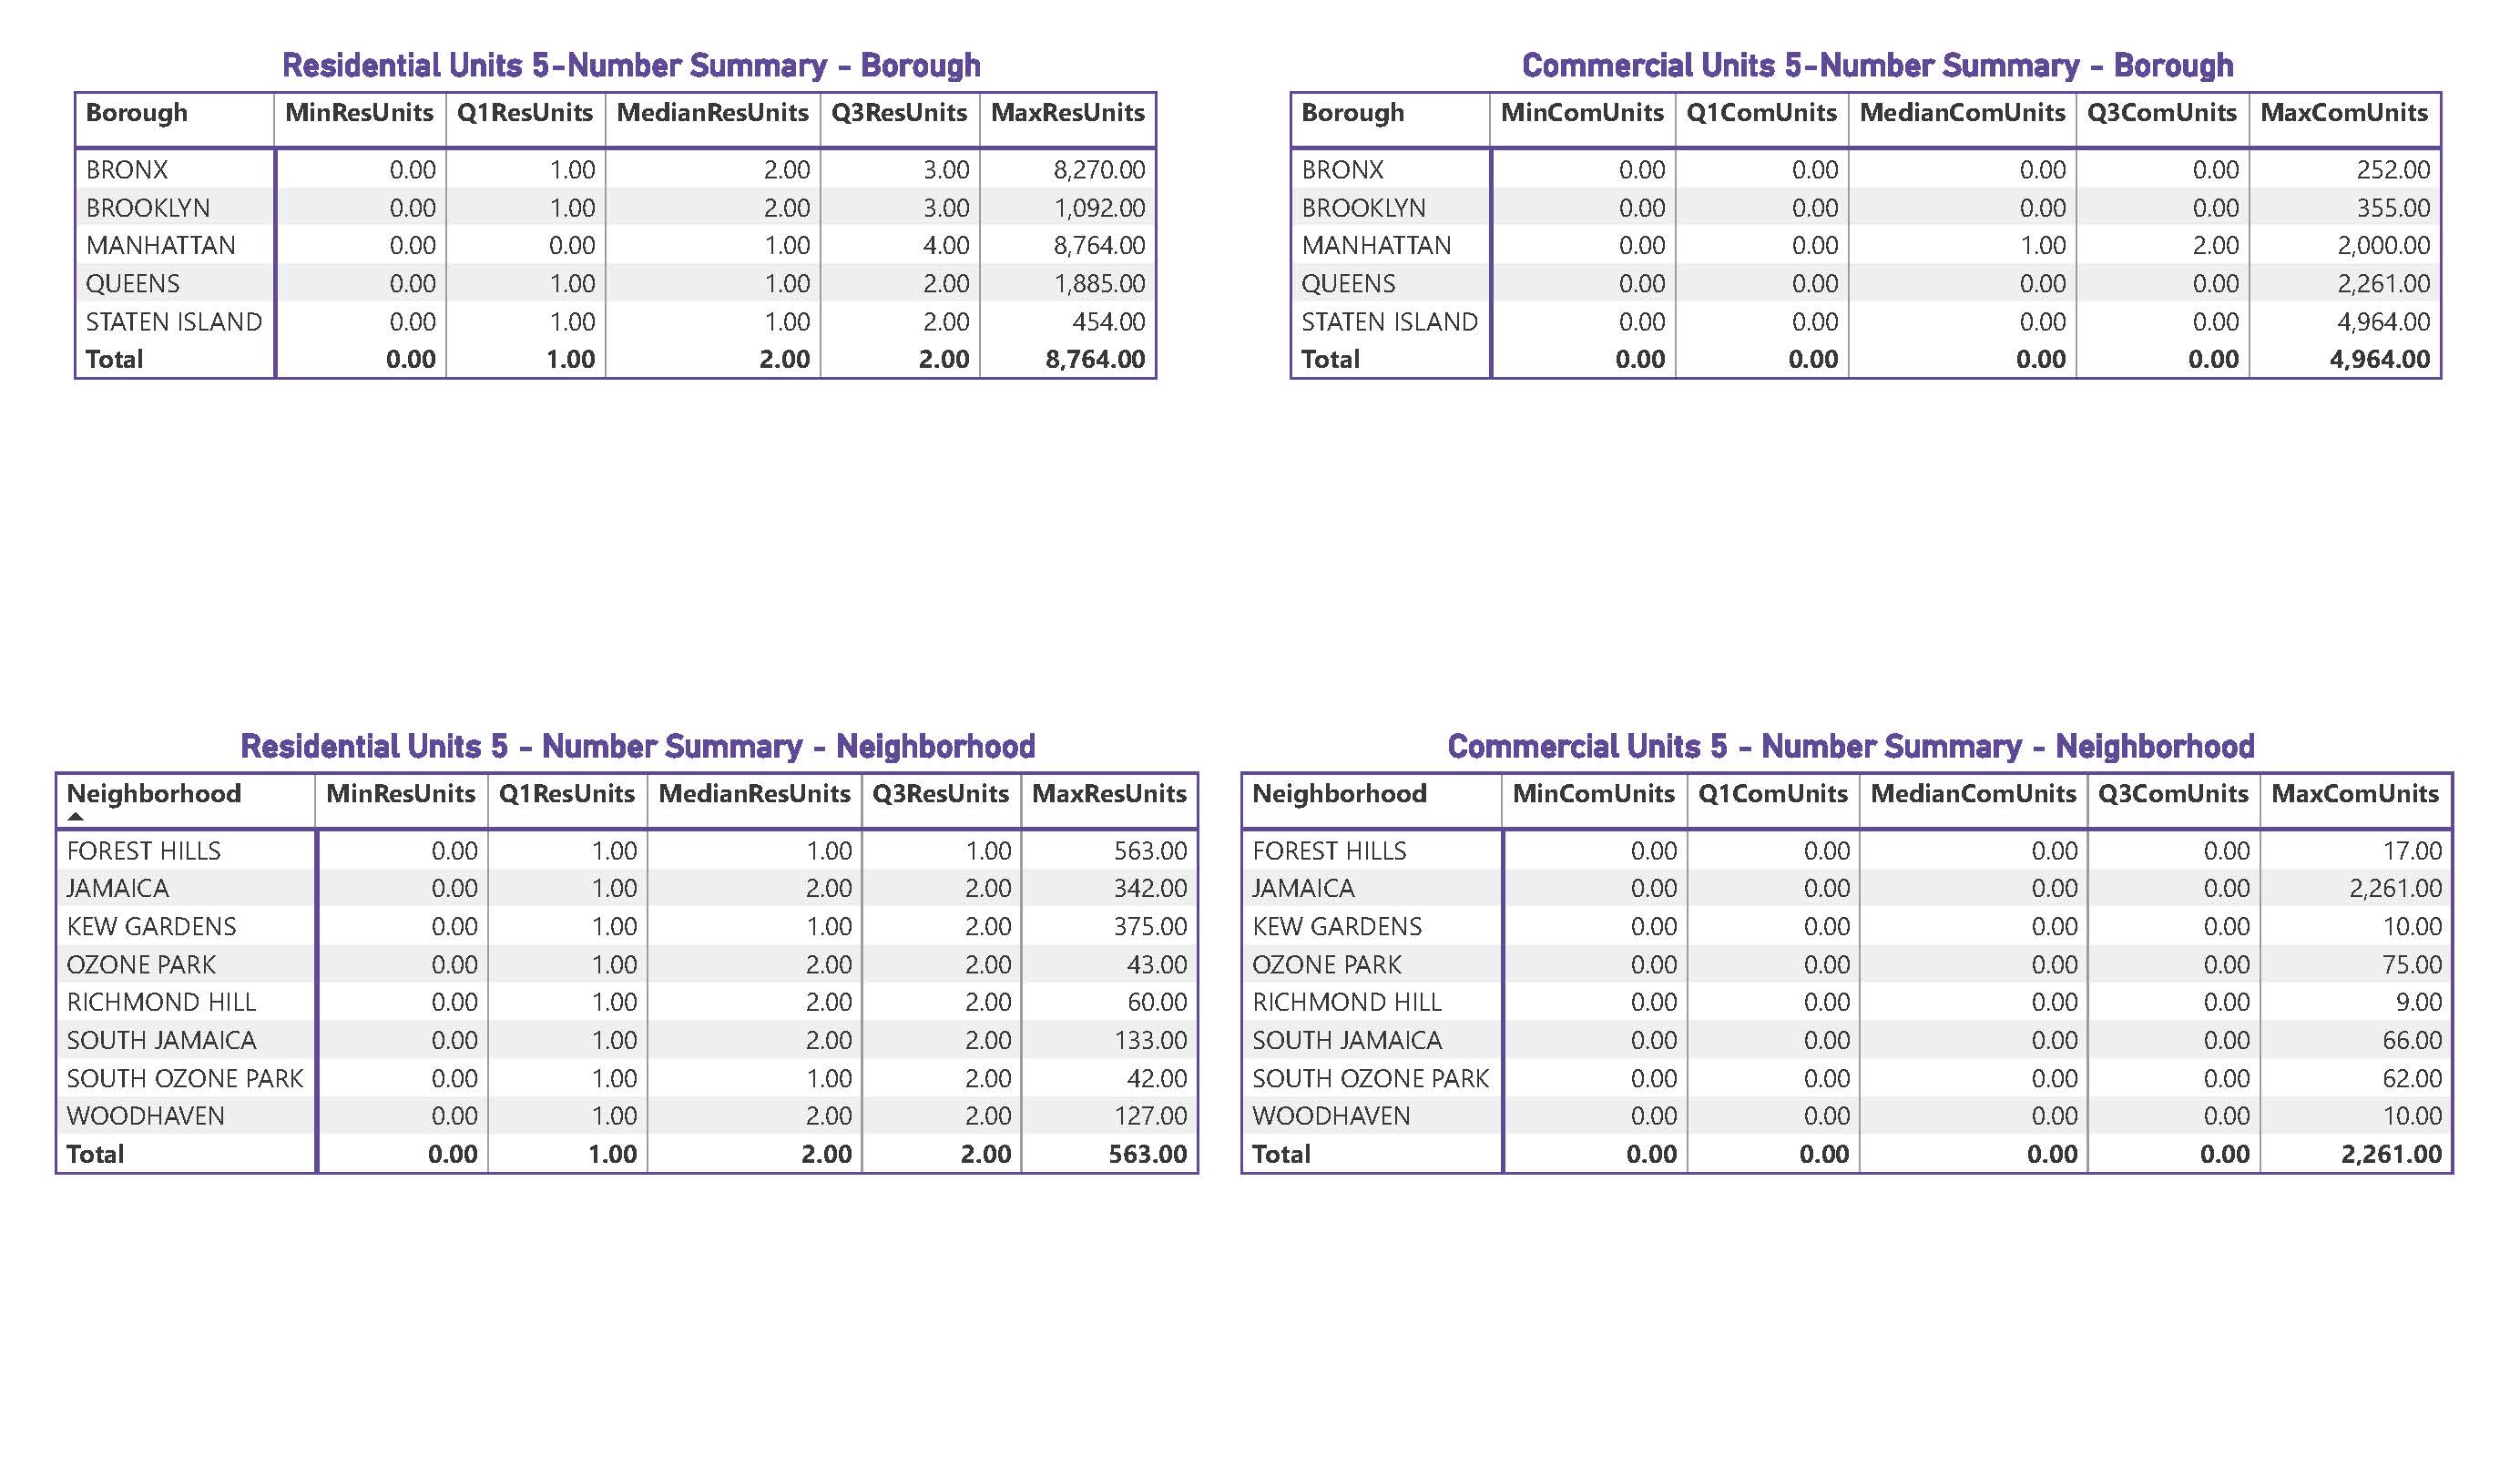 Residential Units 5-Number Summary - Borough
Borough MinResUnits Q1ResUnits MedianResUnits Q3ResUnits MaxResUnits
BRONX 0.00 1.00 2.00 3.00 8,270.00
BROOKLYN 0.00 1.00 2.00 3.00 1,092.00
MANHATTAN 0.00 0.00 1.00 4.00 8,764.00
QUEENS 0.00 1.00 1.00 2.00 1,885.00
STATEN ISLAND 0.00 1.00 1.00 2.00 454.00
Total 0.00 1.00 2.00 2.00 8,764.00
Commercial Units 5-Number Summary - Borough
Borough MinComUnits Q1ComUnits MedianComUnits Q3ComUnits MaxComUnits
BRONX 0.00 0.00 0.00 0.00 252.00
BROOKLYN 0.00 0.00 0.00 0.00 355.00
MANHATTAN 0.00 0.00 1.00 2.00 2,000.00
QUEENS 0.00 0.00 0.00 0.00 2,261.00
STATEN ISLAND 0.00 0.00 0.00 0.00 4,964.00
Total 0.00 0.00 0.00 0.00 4,964.00
Residential Units 5 - Number Summary - Neighborhood
Neighborhood MinResUnits Q1ResUnits MedianResUnits Q3ResUnits MaxResUnits
FOREST HILLS 0.00 1.00 1.00 1.00 563.00
JAMAICA 0.00 1.00 2.00 2.00 342.00
KEW GARDENS 0.00 1.00 1.00 2.00 375.00
OZONE PARK 0.00 1.00 2.00 2.00 43.00
RICHMOND HILL 0.00 1.00 2.00 2.00 60.00
SOUTH JAMAICA 0.00 1.00 2.00 2.00 133.00
SOUTH OZONE PARK 0.00 1.00 1.00 2.00 42.00
WOODHAVEN 0.00 1.00 2.00 2.00 127.00
Total 0.00 1.00 2.00 2.00 563.00
Commercial Units 5 - Number Summary - Neighborhood
Neighborhood MinComUnits Q1ComUnits MedianComUnits Q3ComUnits MaxComUnits
FOREST HILLS 0.00 0.00 0.00 0.00 17.00
JAMAICA 0.00 0.00 0.00 0.00 2,261.00
KEW GARDENS 0.00 0.00 0.00 0.00 10.00
OZONE PARK 0.00 0.00 0.00 0.00 75.00
RICHMOND HILL 0.00 0.00 0.00 0.00 9.00
SOUTH JAMAICA 0.00 0.00 0.00 0.00 66.00
SOUTH OZONE PARK 0.00 0.00 0.00 0.00 62.00
WOODHAVEN 0.00 0.00 0.00 0.00 10.00
Total 0.00 0.00 0.00 0.00 2,261.00